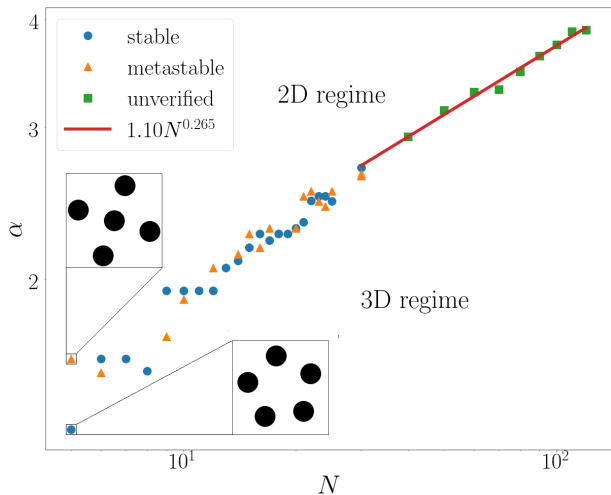 4
3
2
α
stable
metastable
unverified
1.10N^0.265
2D regime
3D regime
10^1
10^2
N